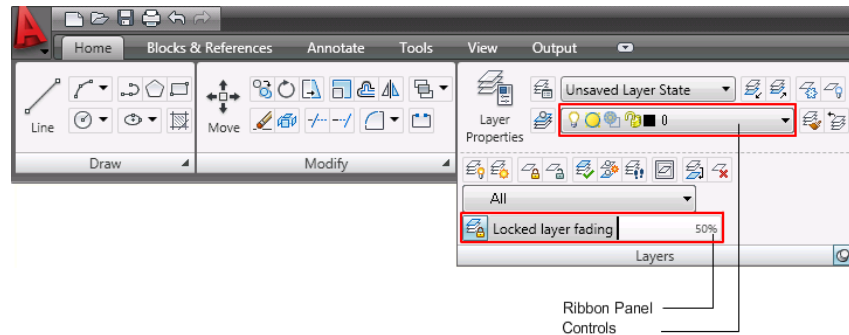 Home Blocks & References Annotate Tools View Output
Unsaved Layer State
0
Line
Move
Layer
Properties
Draw Modify
All
Locked layer fading 50%
Layers
Ribbon Panel
Controls